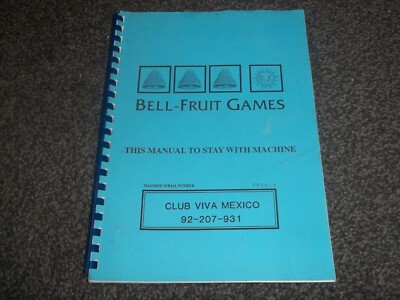 BELL-FRUIT GAMES
THIS MANUAL TO STAY WITH MACHINE
MACHINE SERIAL NUMBER
CLUB VIVA MEXICO
92-207-931